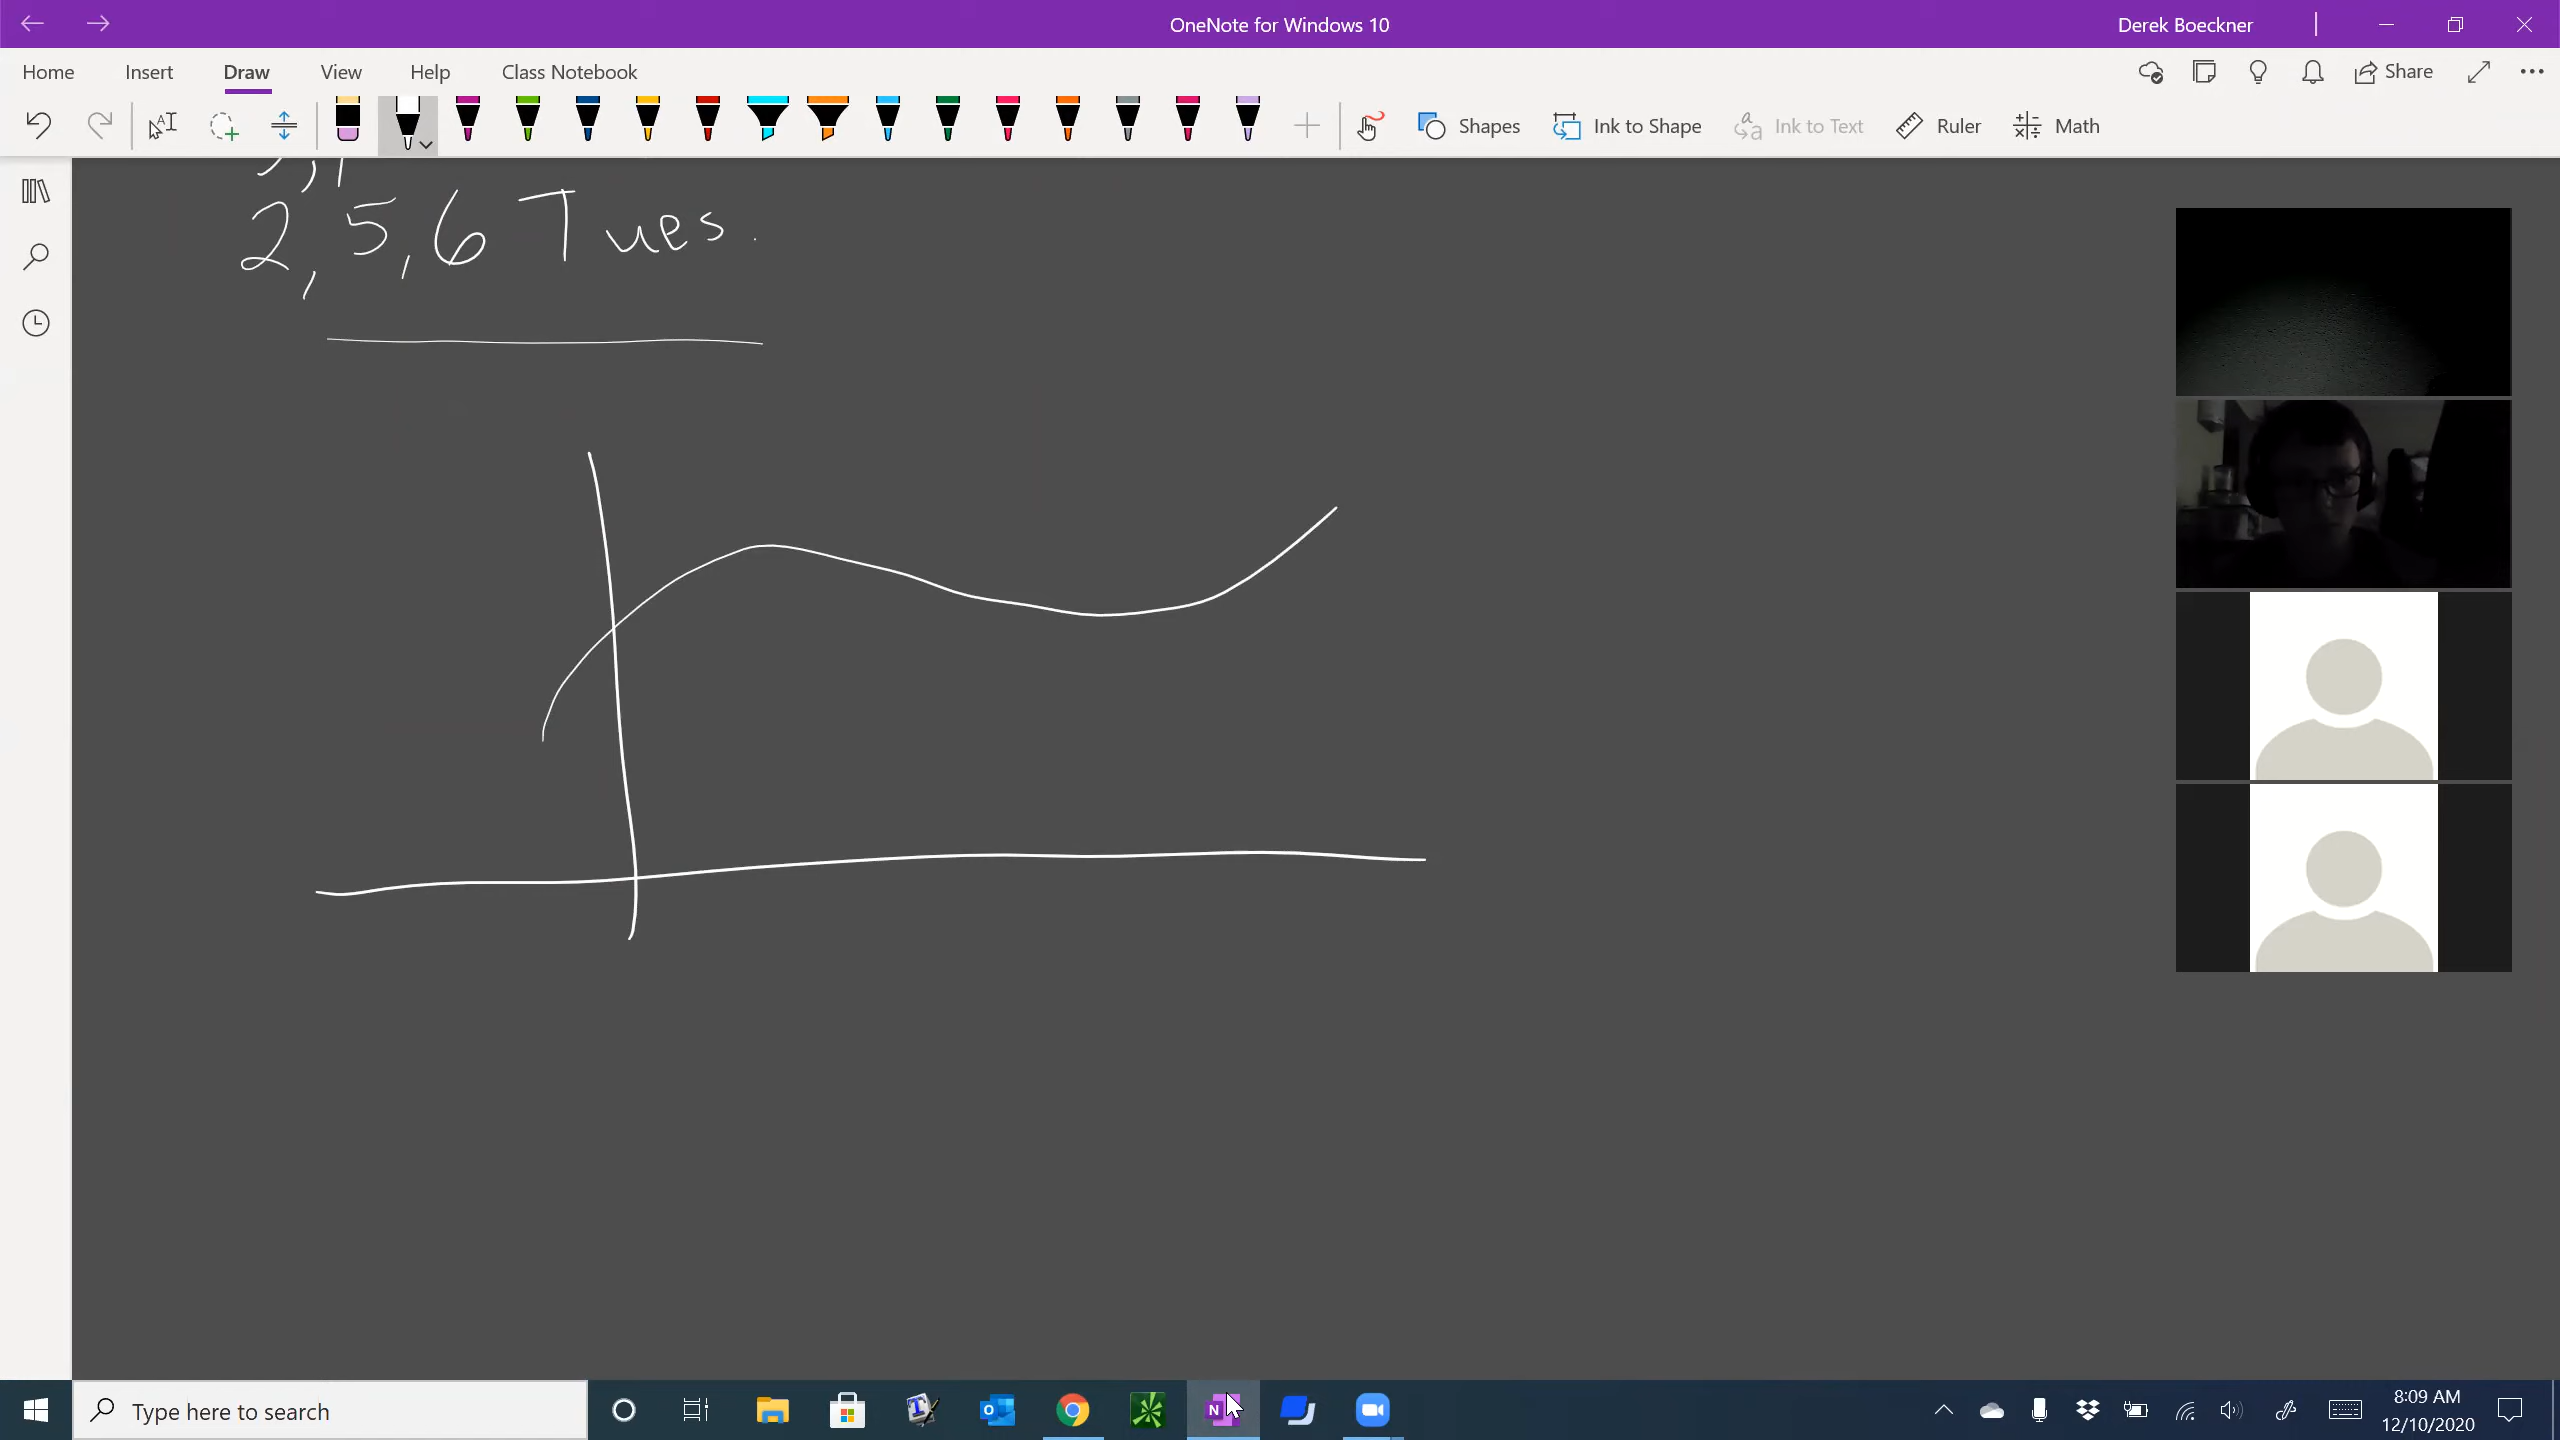 OneNote for Windows 10
Derek Boeckner
Home Insert Draw View Help Class Notebook
Share
Shapes Ink to Shape Ink to Text Ruler Math
2, 5, 6 Tues.
Type here to search
8:09 AM
12/10/2020